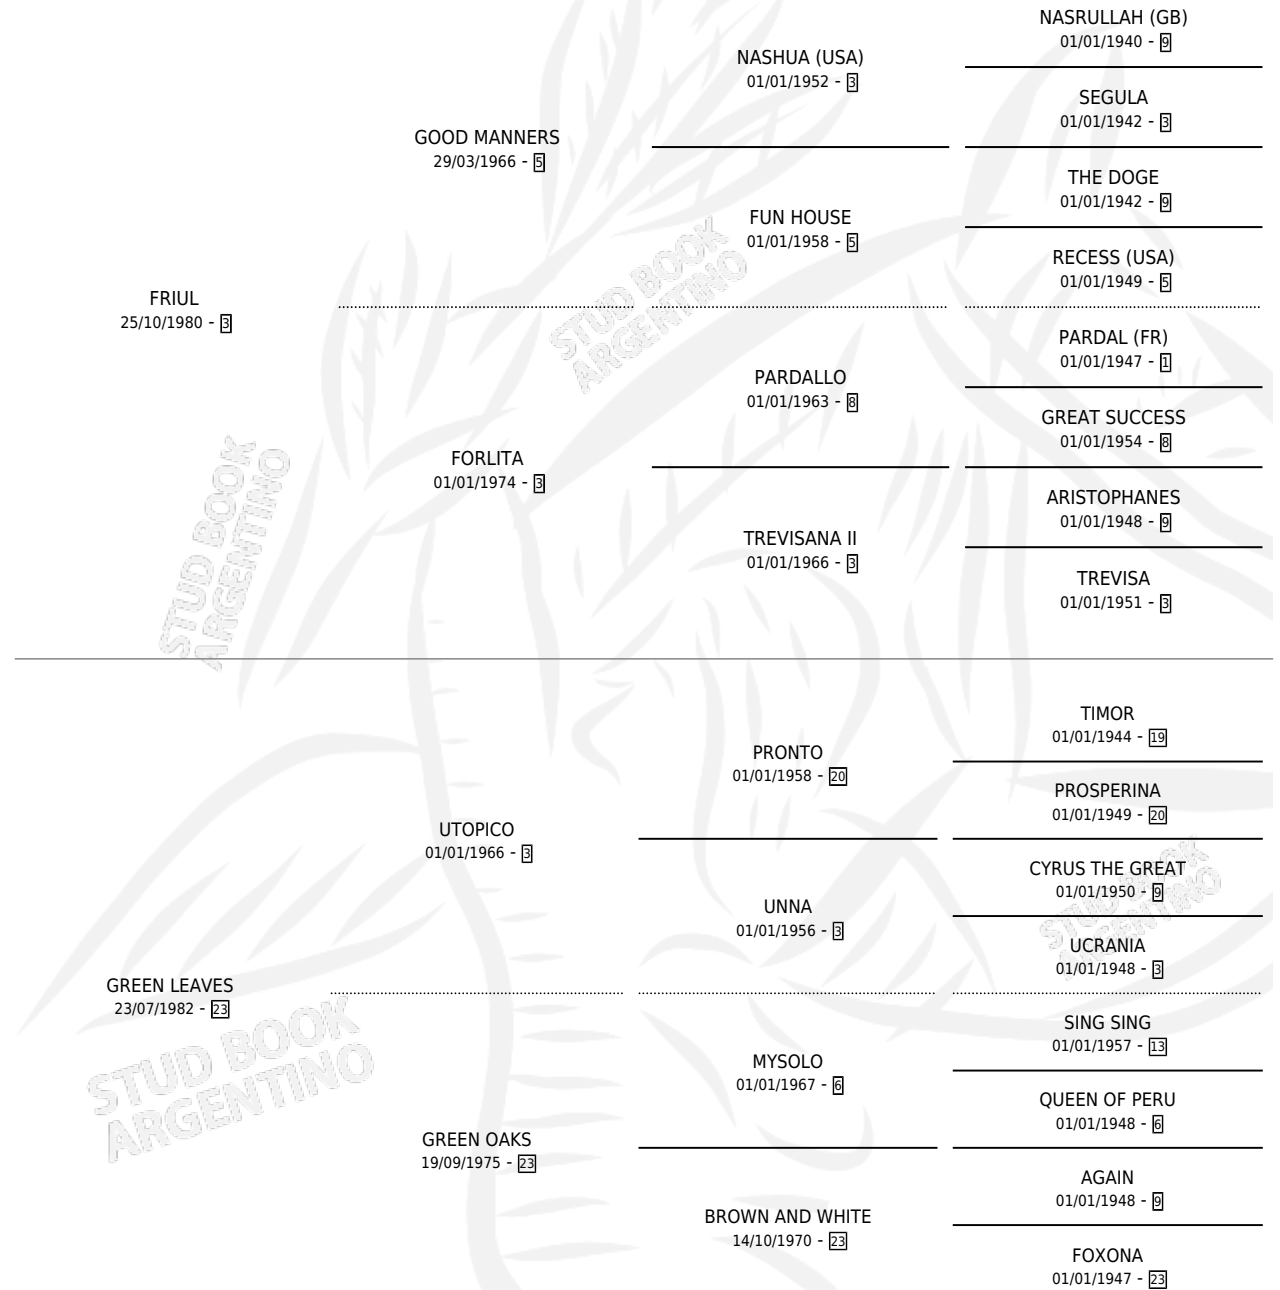 NASRULLAH (GB)
01/01/1940 - 9
NASHUA (USA)
01/01/1952 - 3
SEGULA
01/01/1942 - 3
GOOD MANNERS
29/03/1966 - 5
THE DOGE
01/01/1942 - 9
FUN HOUSE
01/01/1958 - 5
RECESS (USA)
01/01/1949 - 5
FRIUL
25/10/1980 - 3
PARDAL (FR)
01/01/1947 - 1
PARDALLO
01/01/1963 - 8
GREAT SUCCESS
01/01/1954 - 8
FORLITA
01/01/1974 - 3
ARISTOPHANES
01/01/1948 - 9
TREVISANA II
01/01/1966 - 3
TREVISA
01/01/1951 - 3
TIMOR
01/01/1944 - 19
PRONTO
01/01/1958 - 20
PROSPERINA
01/01/1949 - 20
UTOPICO
01/01/1966 - 3
CYRUS THE GREAT
01/01/1950 - 9
UNNA
01/01/1956 - 3
UCRANIA
01/01/1948 - 3
GREEN LEAVES
23/07/1982 - 23
SING SING
01/01/1957 - 13
MYSOLO
01/01/1967 - 6
QUEEN OF PERU
01/01/1948 - 6
GREEN OAKS
19/09/1975 - 23
AGAIN
01/01/1948 - 9
BROWN AND WHITE
14/10/1970 - 23
FOXONA
01/01/1947 - 23
STUD BOOK
ARGENTINO
STUD BOOK
ARGENTINO
STUD BOOK
ARGENTINO
STUD BOOK
ARGENTINO